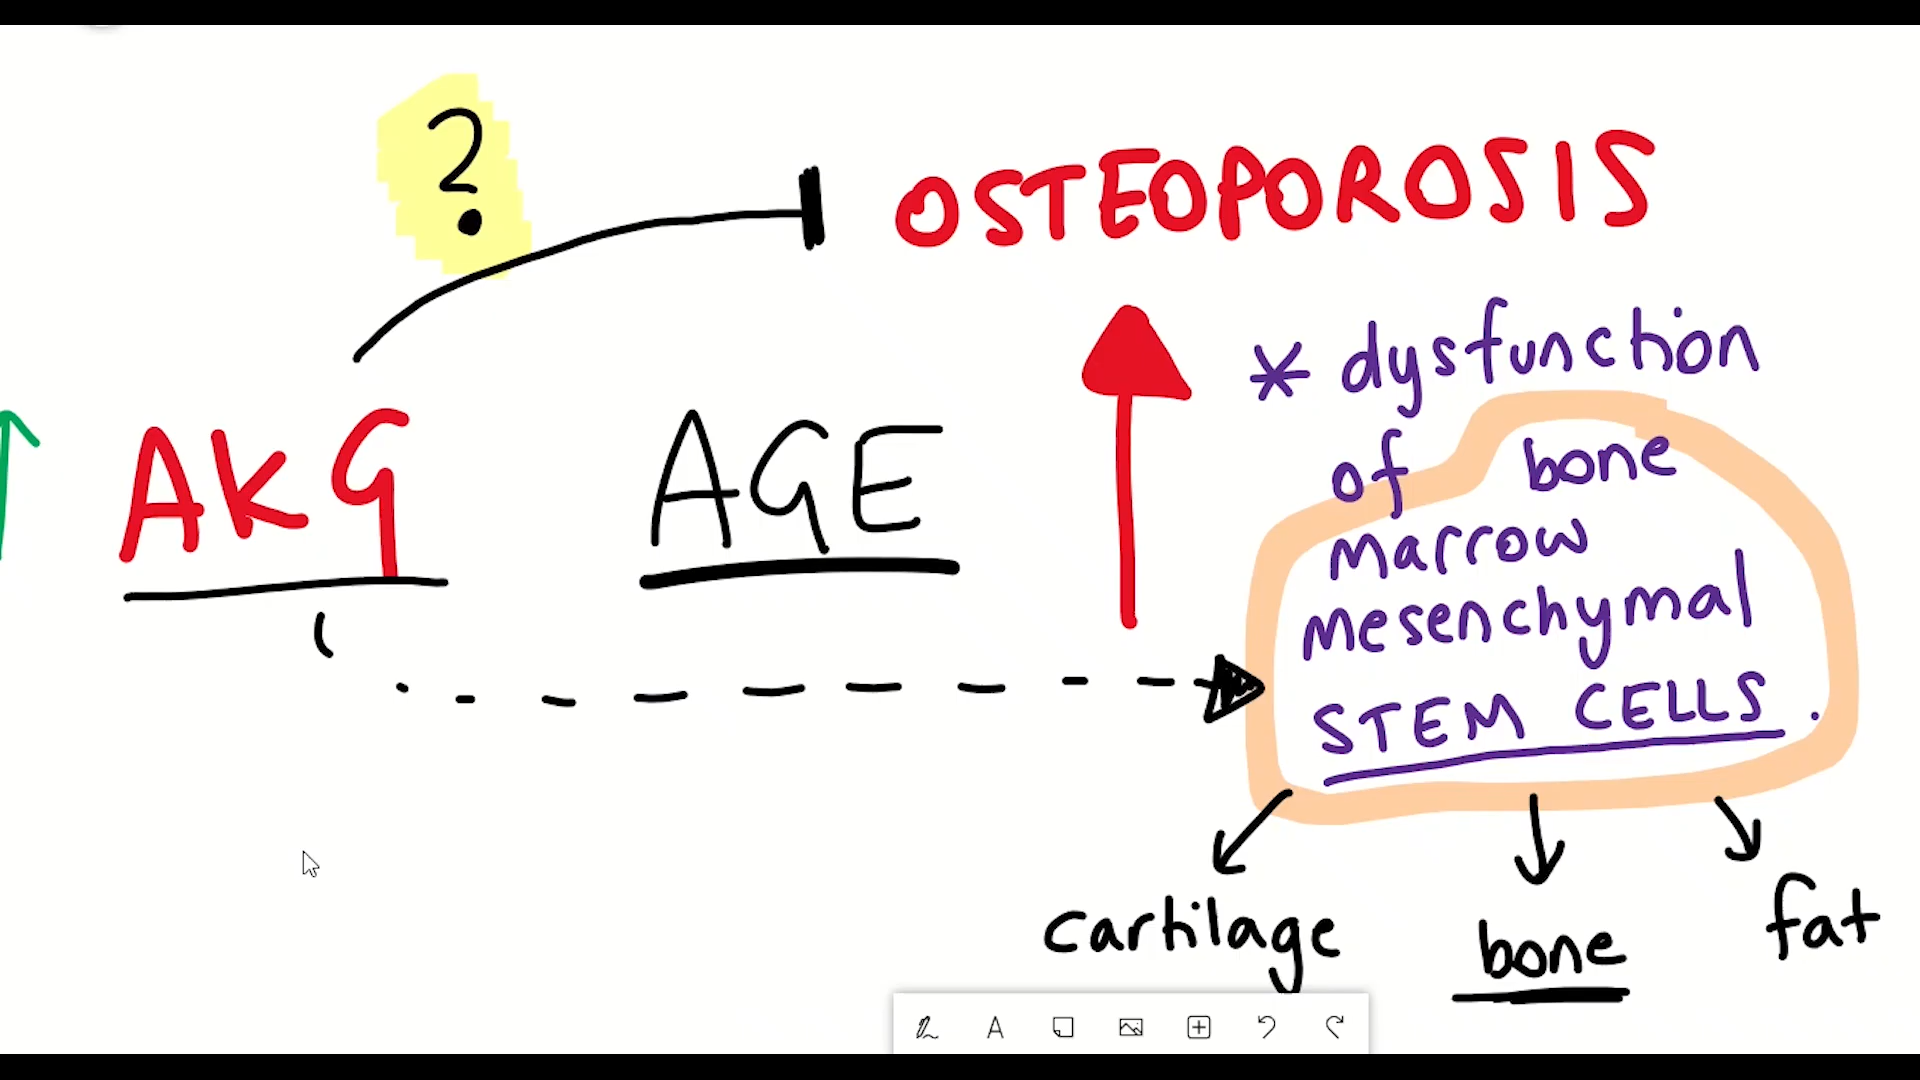 ?
OSTEOPOROSIS
* dysfunction
of bone
marrow
mesenchymal
STEM CELLS.
AKG
AGE
cartilage
bone
fat
A